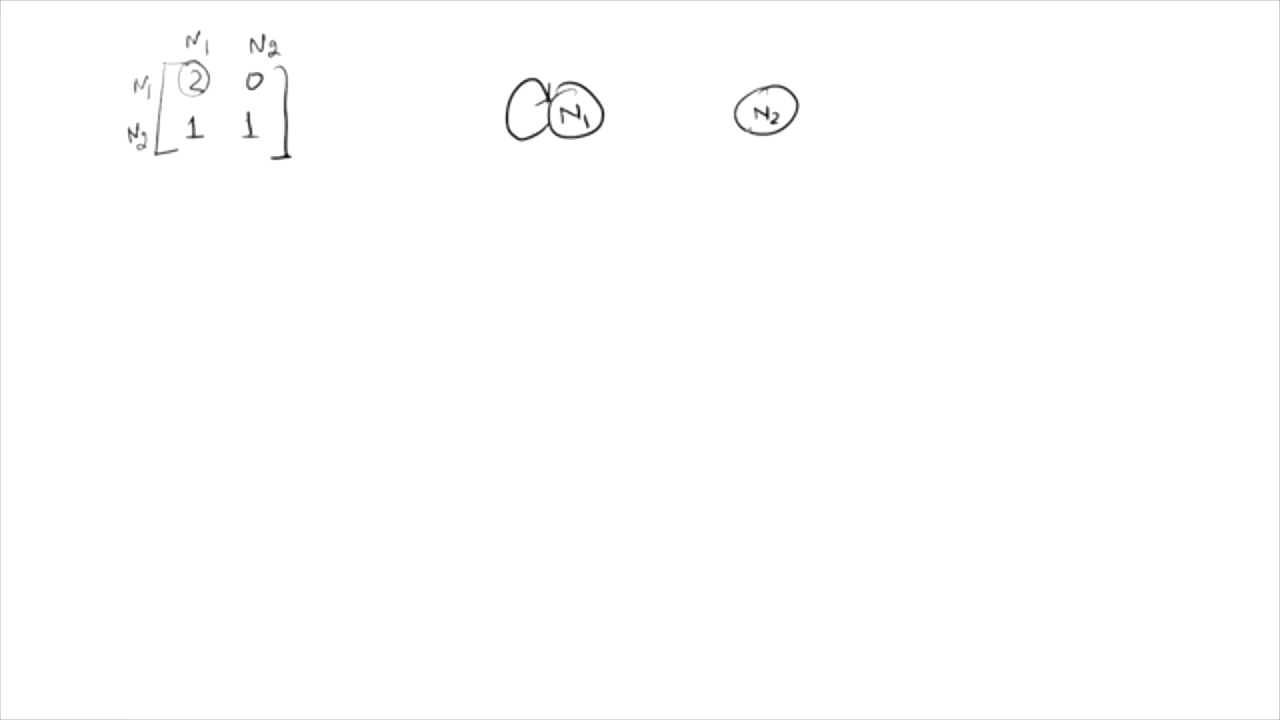 N₁ N₂
N₁ [2 0]
N₂ [1 1]
N₁
N₂